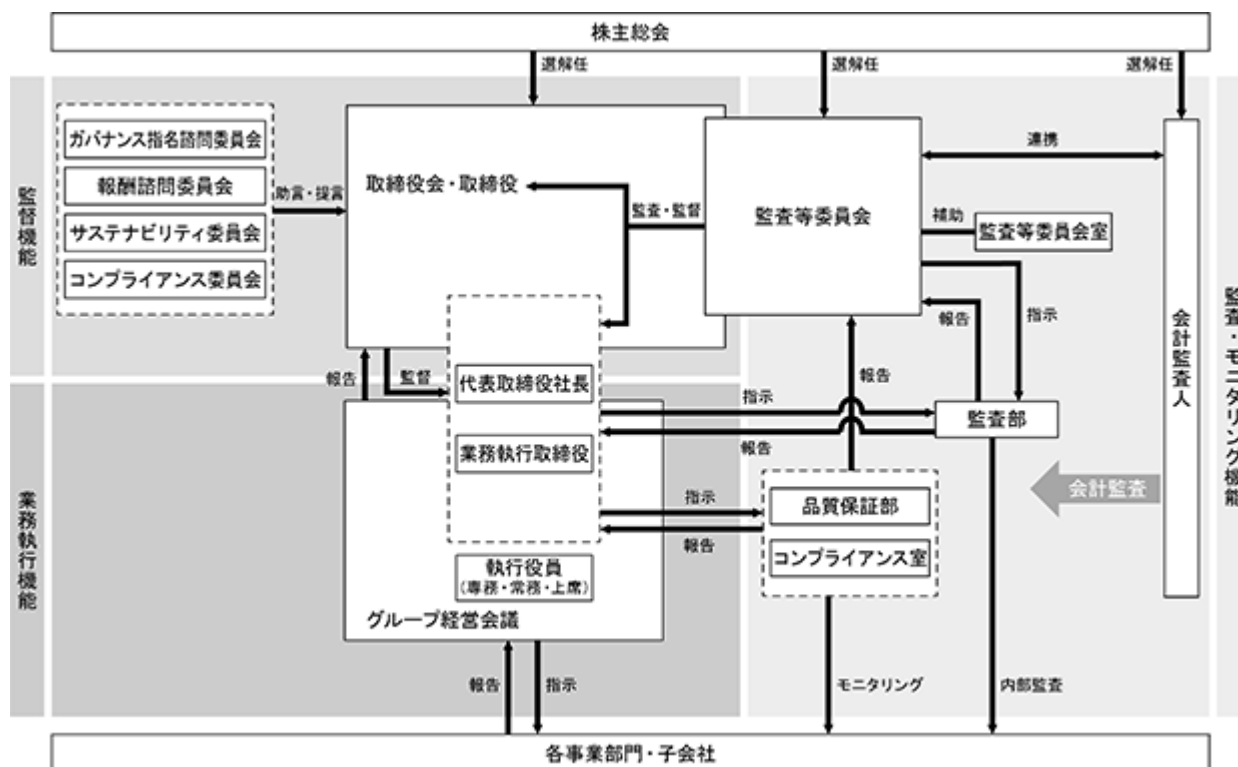 株主総会
選解任
選解任
選解任
監督機能
ガバナンス指名諮問委員会
報酬諮問委員会
サステナビリティ委員会
コンプライアンス委員会
助言・提言
取締役会・取締役
監査・監督
監査等委員会
連携
補助
監査等委員会室
報告
指示
会計監査人
監査・モニタリング機能
報告
監督
代表取締役社長
報告
指示
監査部
報告
業務執行取締役
業務執行機能
会計監査
指示
品質保証部
報告
コンプライアンス室
執行役員
(専務・常務・上席)
グループ経営会議
報告
指示
モニタリング
内部監査
各事業部門・子会社